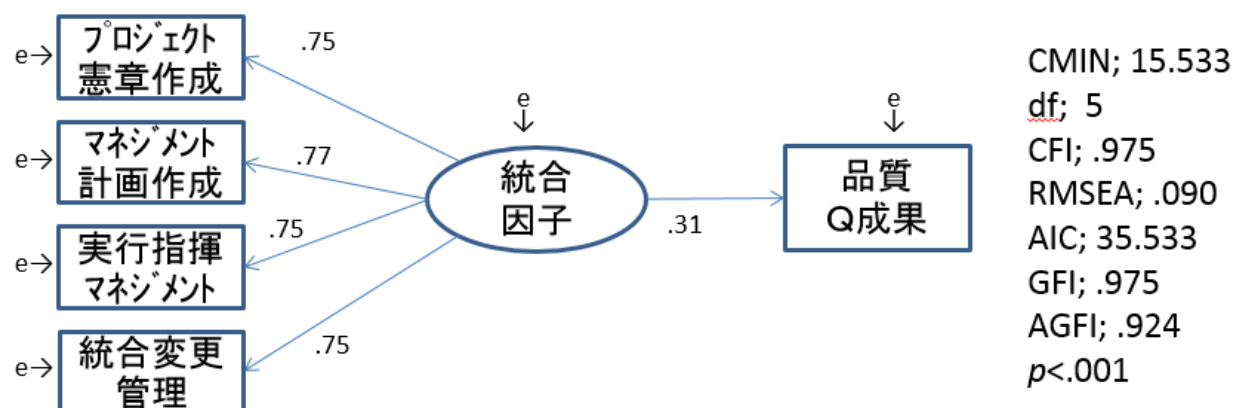 e→
ﾌﾟﾛｼﾞｪｸﾄ
憲章作成
.75
e→
ﾏﾈｼﾞﾒﾝﾄ
計画作成
.77
e→
実行指揮
ﾏﾈｼﾞﾒﾝﾄ
.75
e→
統合変更
管理
.75
e
↓
統合
因子
.31
e
↓
品質
Q成果
CMIN; 15.533
df; 5
CFI; .975
RMSEA; .090
AIC; 35.533
GFI; .975
AGFI; .924
p<.001